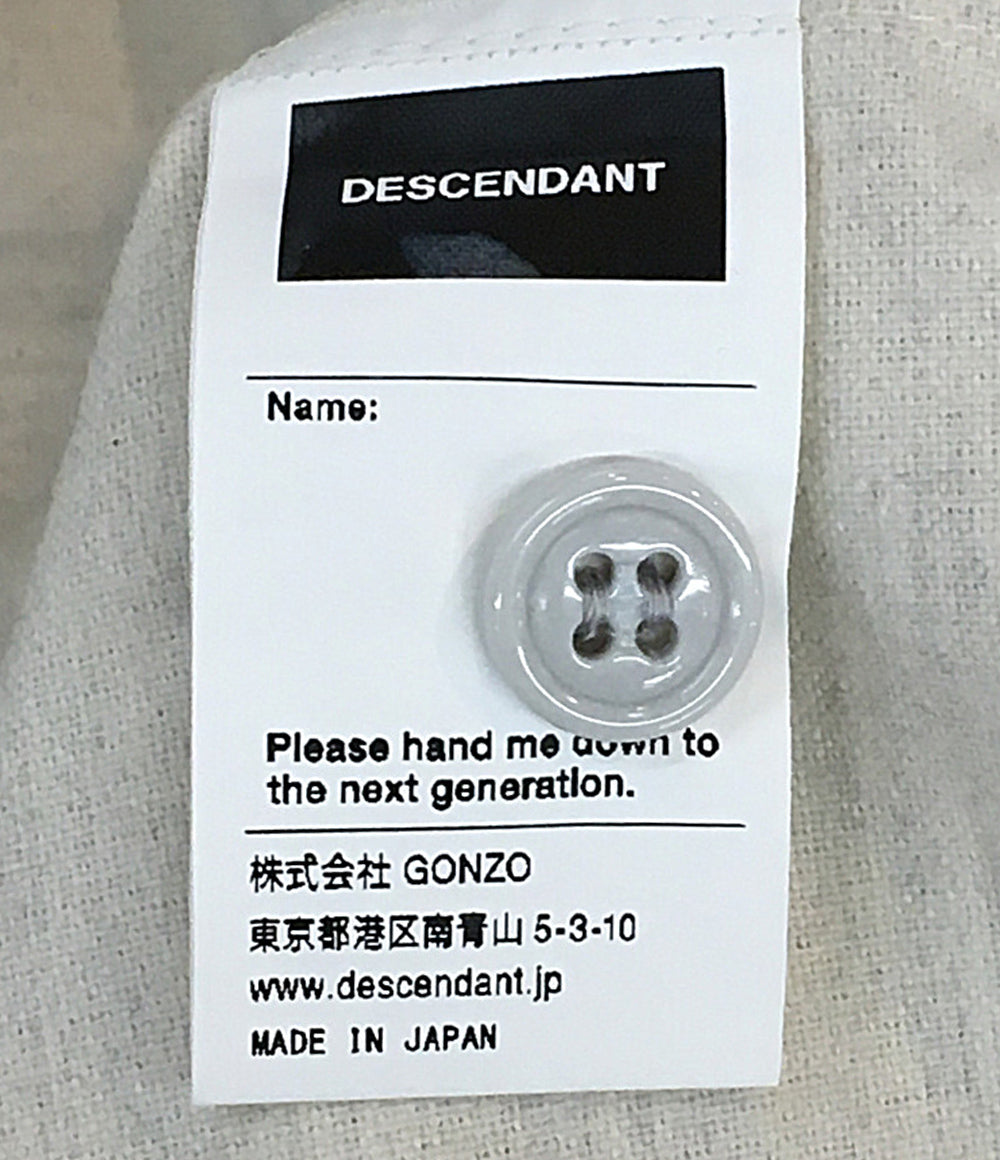 DESCENDANT
Name:
Please hand me down to
the next generation.
株式会社 GONZO
東京都港区南青山 5-3-10
www.descendant.jp
MADE IN JAPAN